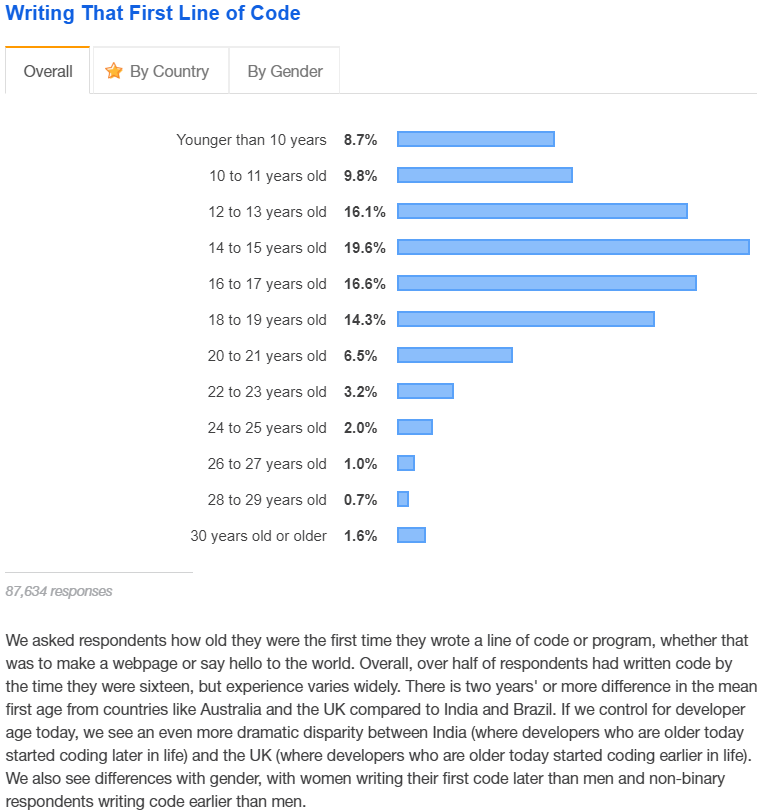 Writing That First Line of Code
Overall By Country By Gender
Younger than 10 years 8.7%
10 to 11 years old 9.8%
12 to 13 years old 16.1%
14 to 15 years old 19.6%
16 to 17 years old 16.6%
18 to 19 years old 14.3%
20 to 21 years old 6.5%
22 to 23 years old 3.2%
24 to 25 years old 2.0%
26 to 27 years old 1.0%
28 to 29 years old 0.7%
30 years old or older 1.6%
87,634 responses
We asked respondents how old they were the first time they wrote a line of code or program, whether that
was to make a webpage or say hello to the world. Overall, over half of respondents had written code by
the time they were sixteen, but experience varies widely. There is two years' or more difference in the mean
first age from countries like Australia and the UK compared to India and Brazil. If we control for developer
age today, we see an even more dramatic disparity between India (where developers who are older today
started coding later in life) and the UK (where developers who are older today started coding earlier in life).
We also see differences with gender, with women writing their first code later than men and non-binary
respondents writing code earlier than men.